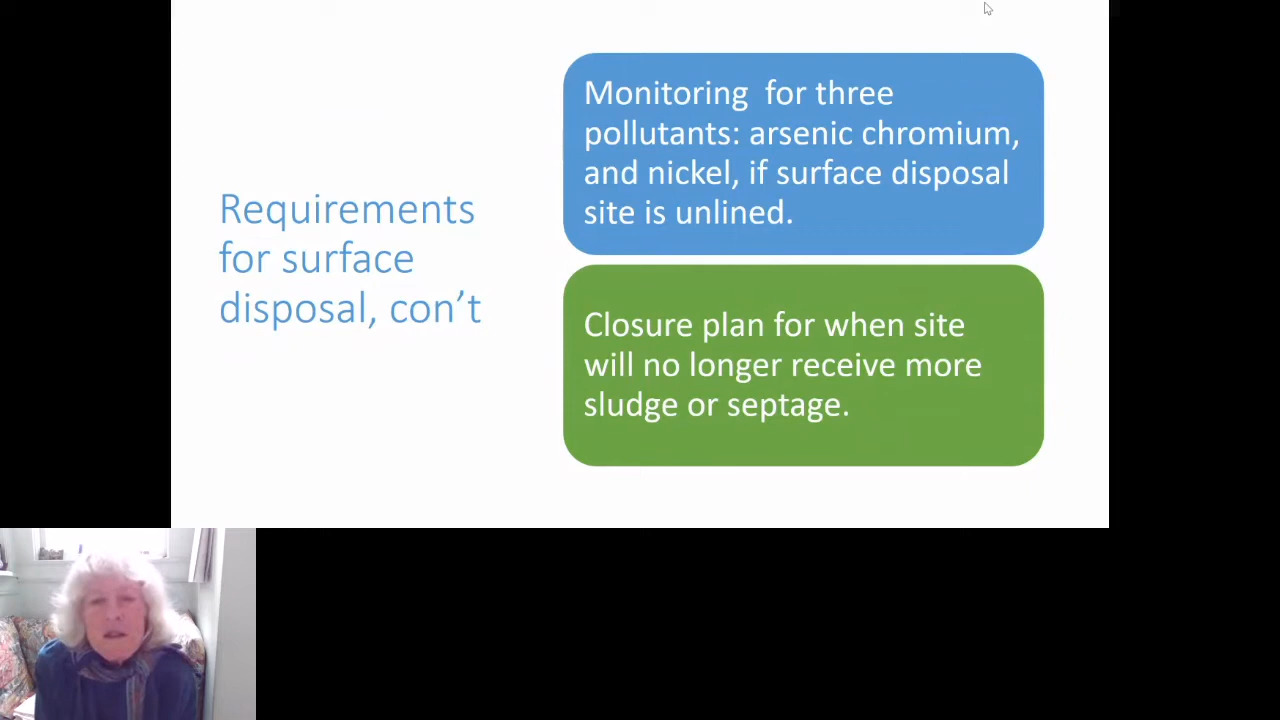 Requirements
for surface
disposal, con’t
Monitoring  for three
pollutants: arsenic chromium,
and nickel, if surface disposal
site is unlined.
Closure plan for when site
will no longer receive more
sludge or septage.